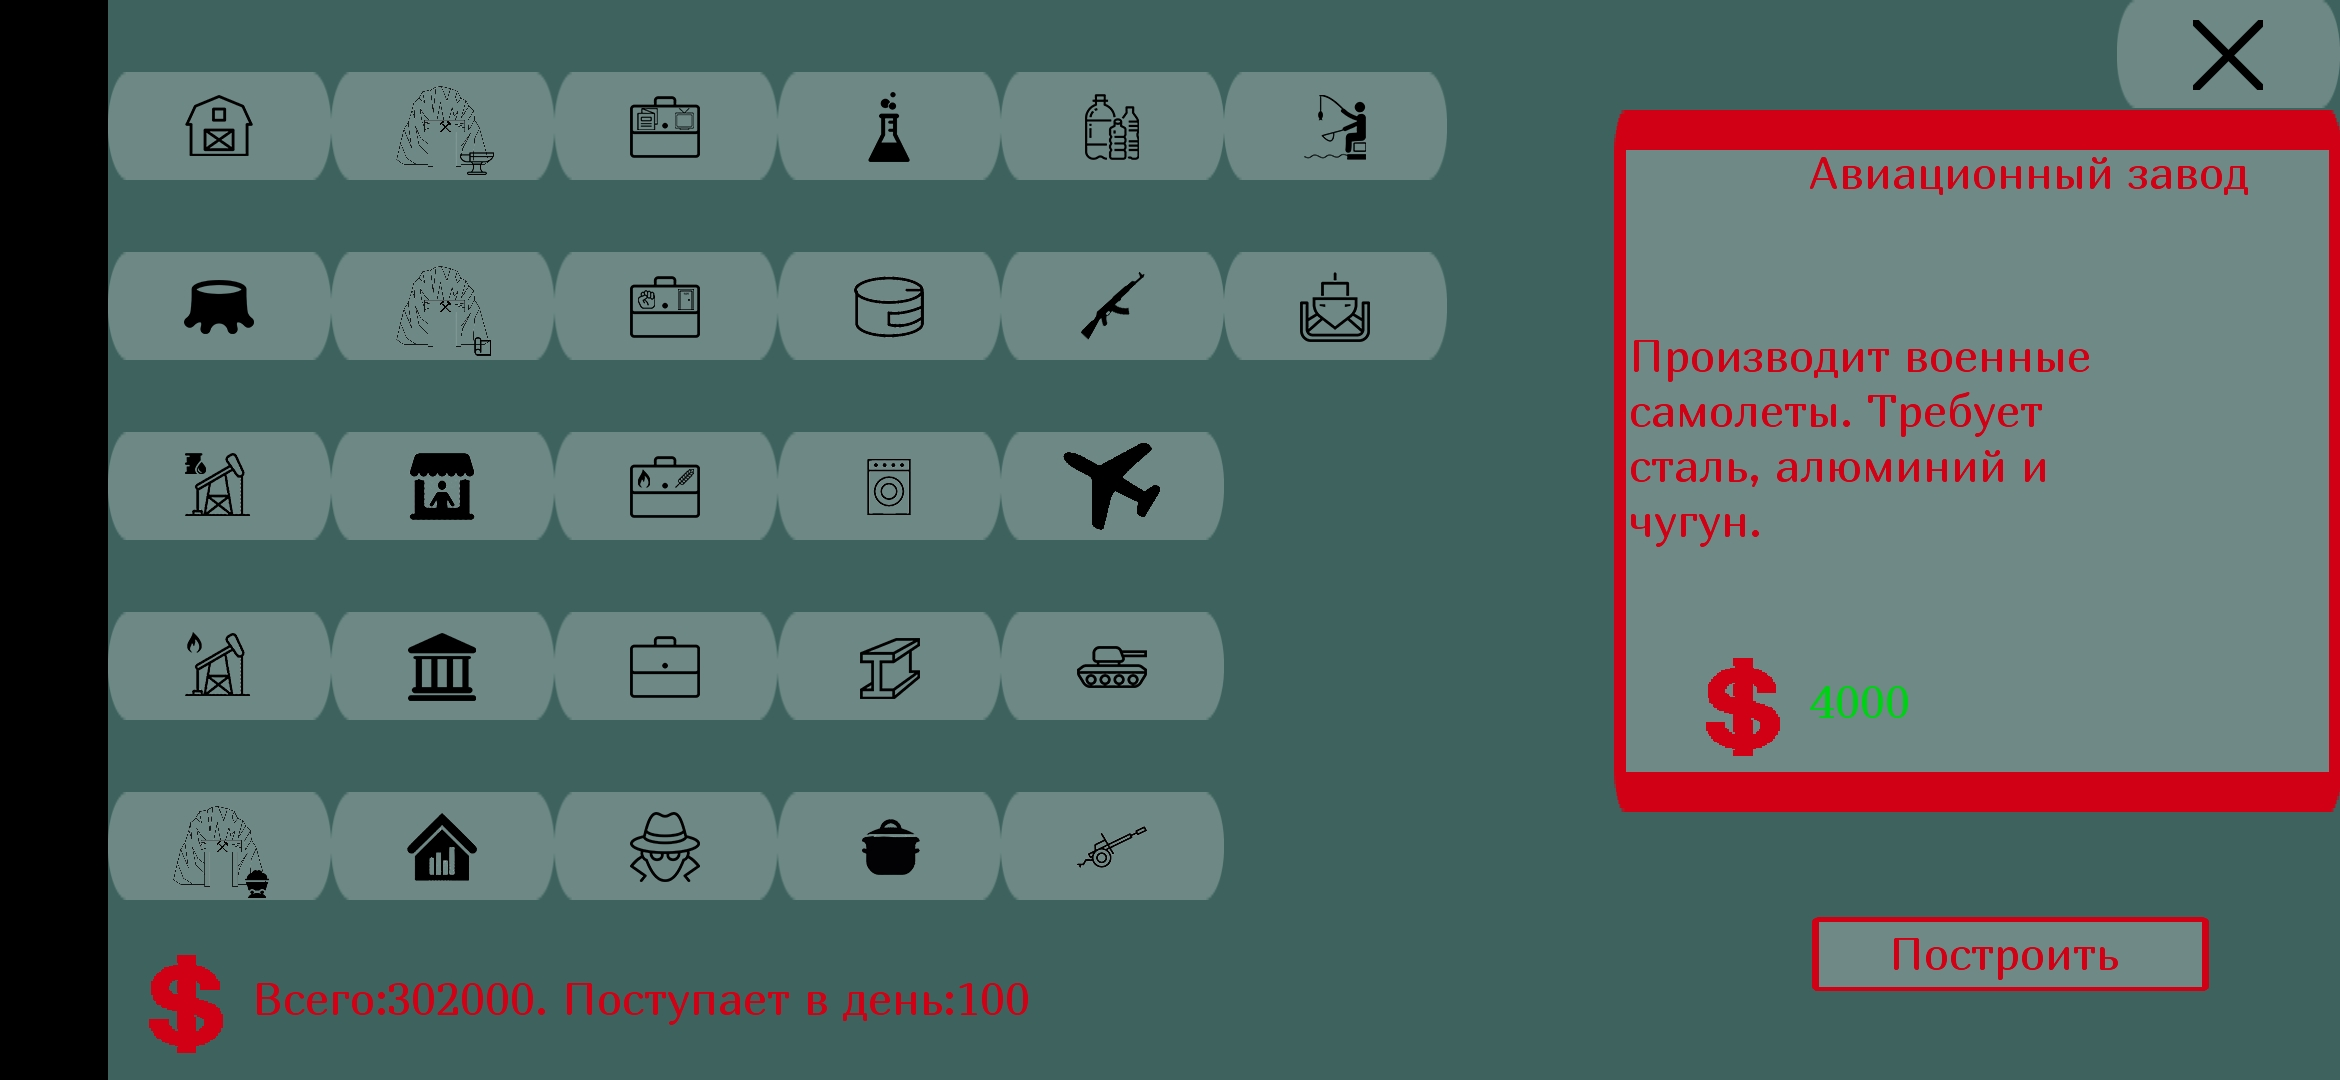 Авиационный завод
Производит военные
самолеты. Требует
сталь, алюминий и
чугун.
$ 4000
Построить
$ Всего:302000. Поступает в день:100